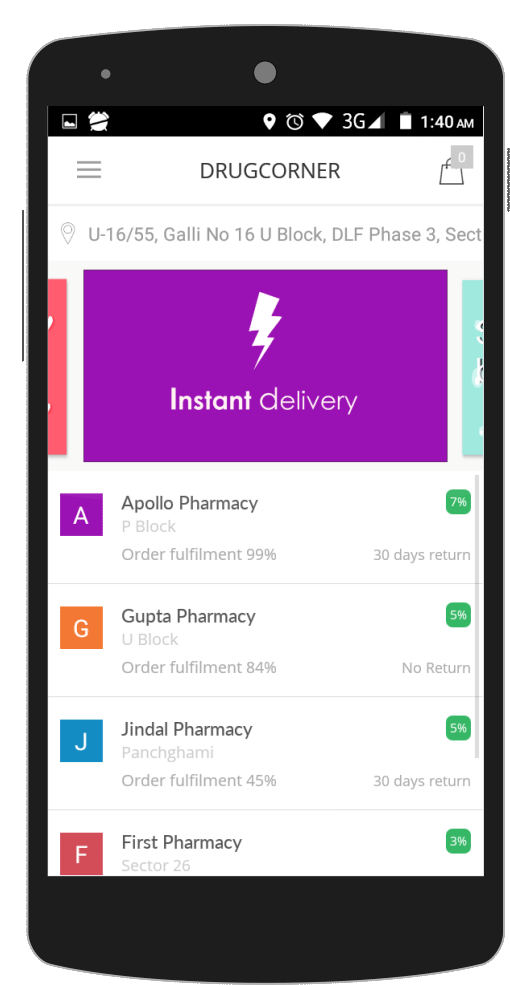 3G 1:40 AM
DRUGCORNER
0
U-16/55, Galli No 16 U Block, DLF Phase 3, Sect
Instant delivery
A
Apollo Pharmacy
7%
P Block
Order fulfilment 99%
30 days return
G
Gupta Pharmacy
5%
U Block
Order fulfilment 84%
No Return
J
Jindal Pharmacy
5%
Panchghami
Order fulfilment 45%
30 days return
F
First Pharmacy
3%
Sector 26